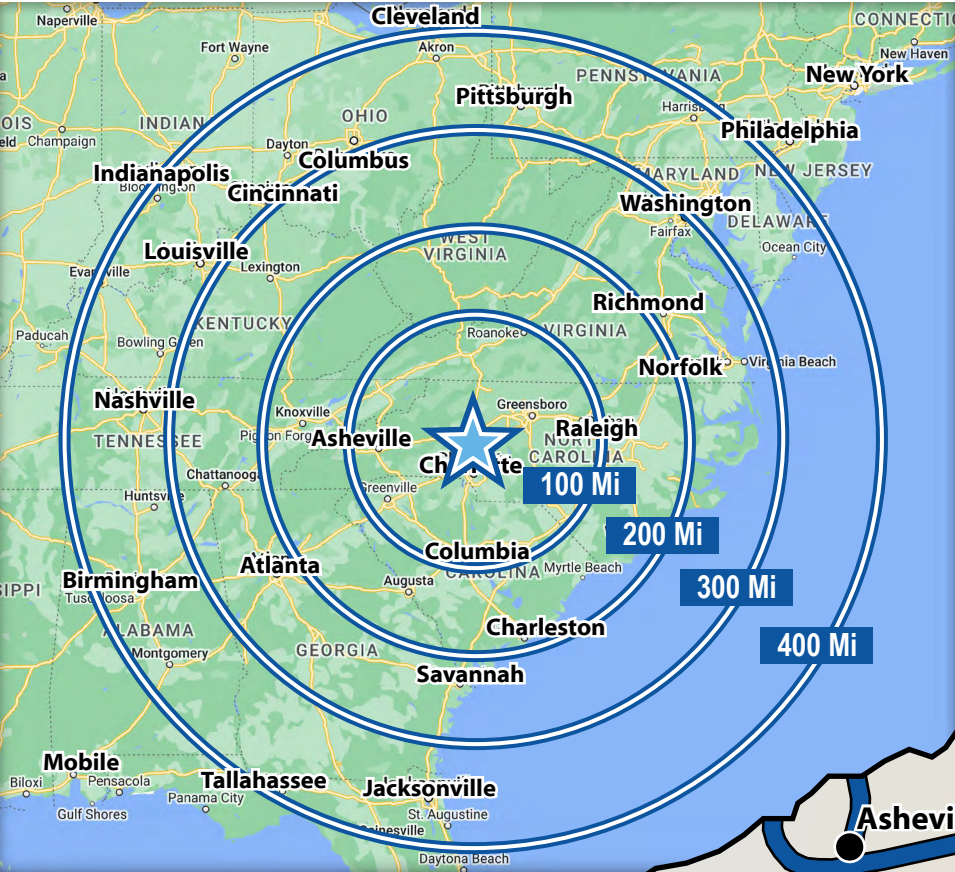 Naperville
Cleveland
CONNECTI
Fort Wayne
Akron
New Haven
PENNSYLVANIA
New York
Pittsburgh
Harrisburg
OIS
INDIAN
OHIO
Philadelphia
eld
Champaign
Dayton
Columbus
Indianapolis
Bloomington
Cincinnati
MARYLAND
NEW JERSEY
Washington
DELAWARE
Fairfax
WEST
VIRGINIA
Ocean City
Louisville
Evansville
Lexington
Richmond
KENTUCKY
Roanoke
VIRGINIA
Paducah
Bowling Green
Norfolk
Virginia Beach
Nashville
Knoxville
Greensboro
TENNESSEE
Pigeon Forge
Asheville
Raleigh
NORTH
CAROLINA
Charlotte
Chattanooga
Greenville
100 Mi
Huntsville
200 Mi
Columbia
CAROLINA
Myrtle Beach
Atlanta
Birmingham
Augusta
300 Mi
SIPPI
Tuscaloosa
Charleston
ALABAMA
400 Mi
Montgomery
GEORGIA
Savannah
Mobile
Biloxi
Pensacola
Tallahassee
Jacksonville
Panama City
Gulf Shores
St. Augustine
Gainesville
Daytona Beach
Ashevi